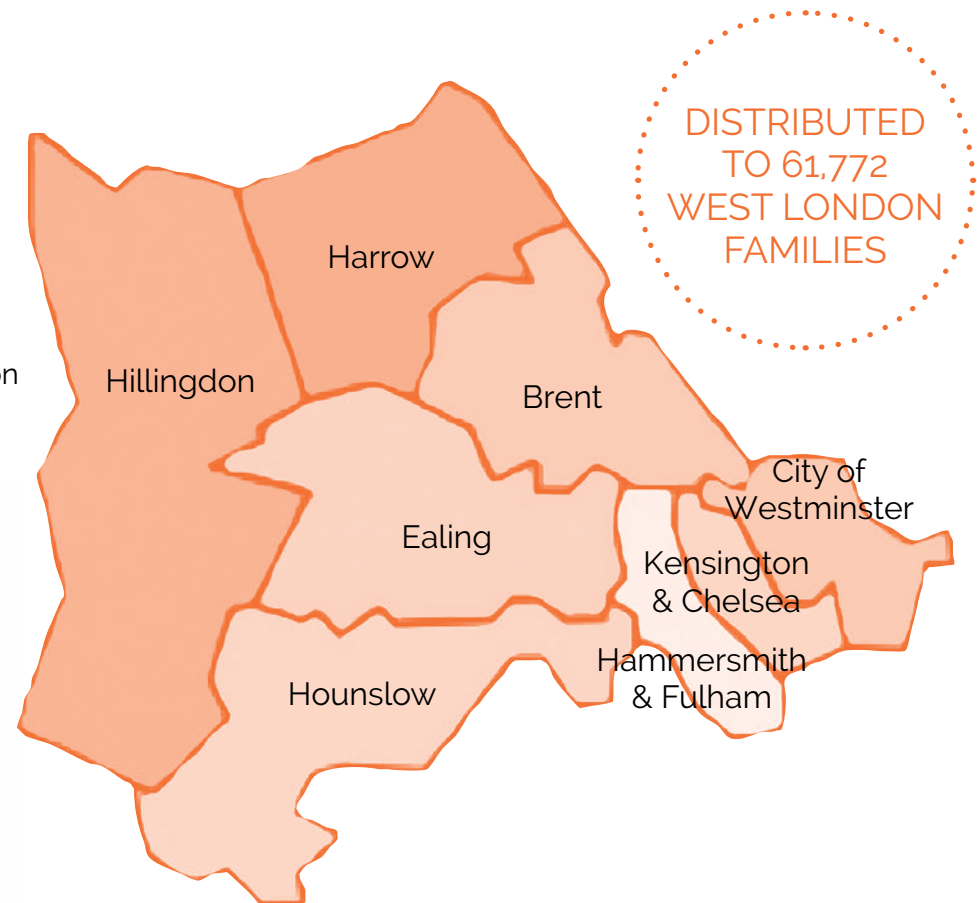 DISTRIBUTED
TO 61,772
WEST LONDON
FAMILIES
Harrow
Hillingdon
Brent
City of
Westminster
Ealing
Kensington
& Chelsea
Hammersmith
& Fulham
Hounslow